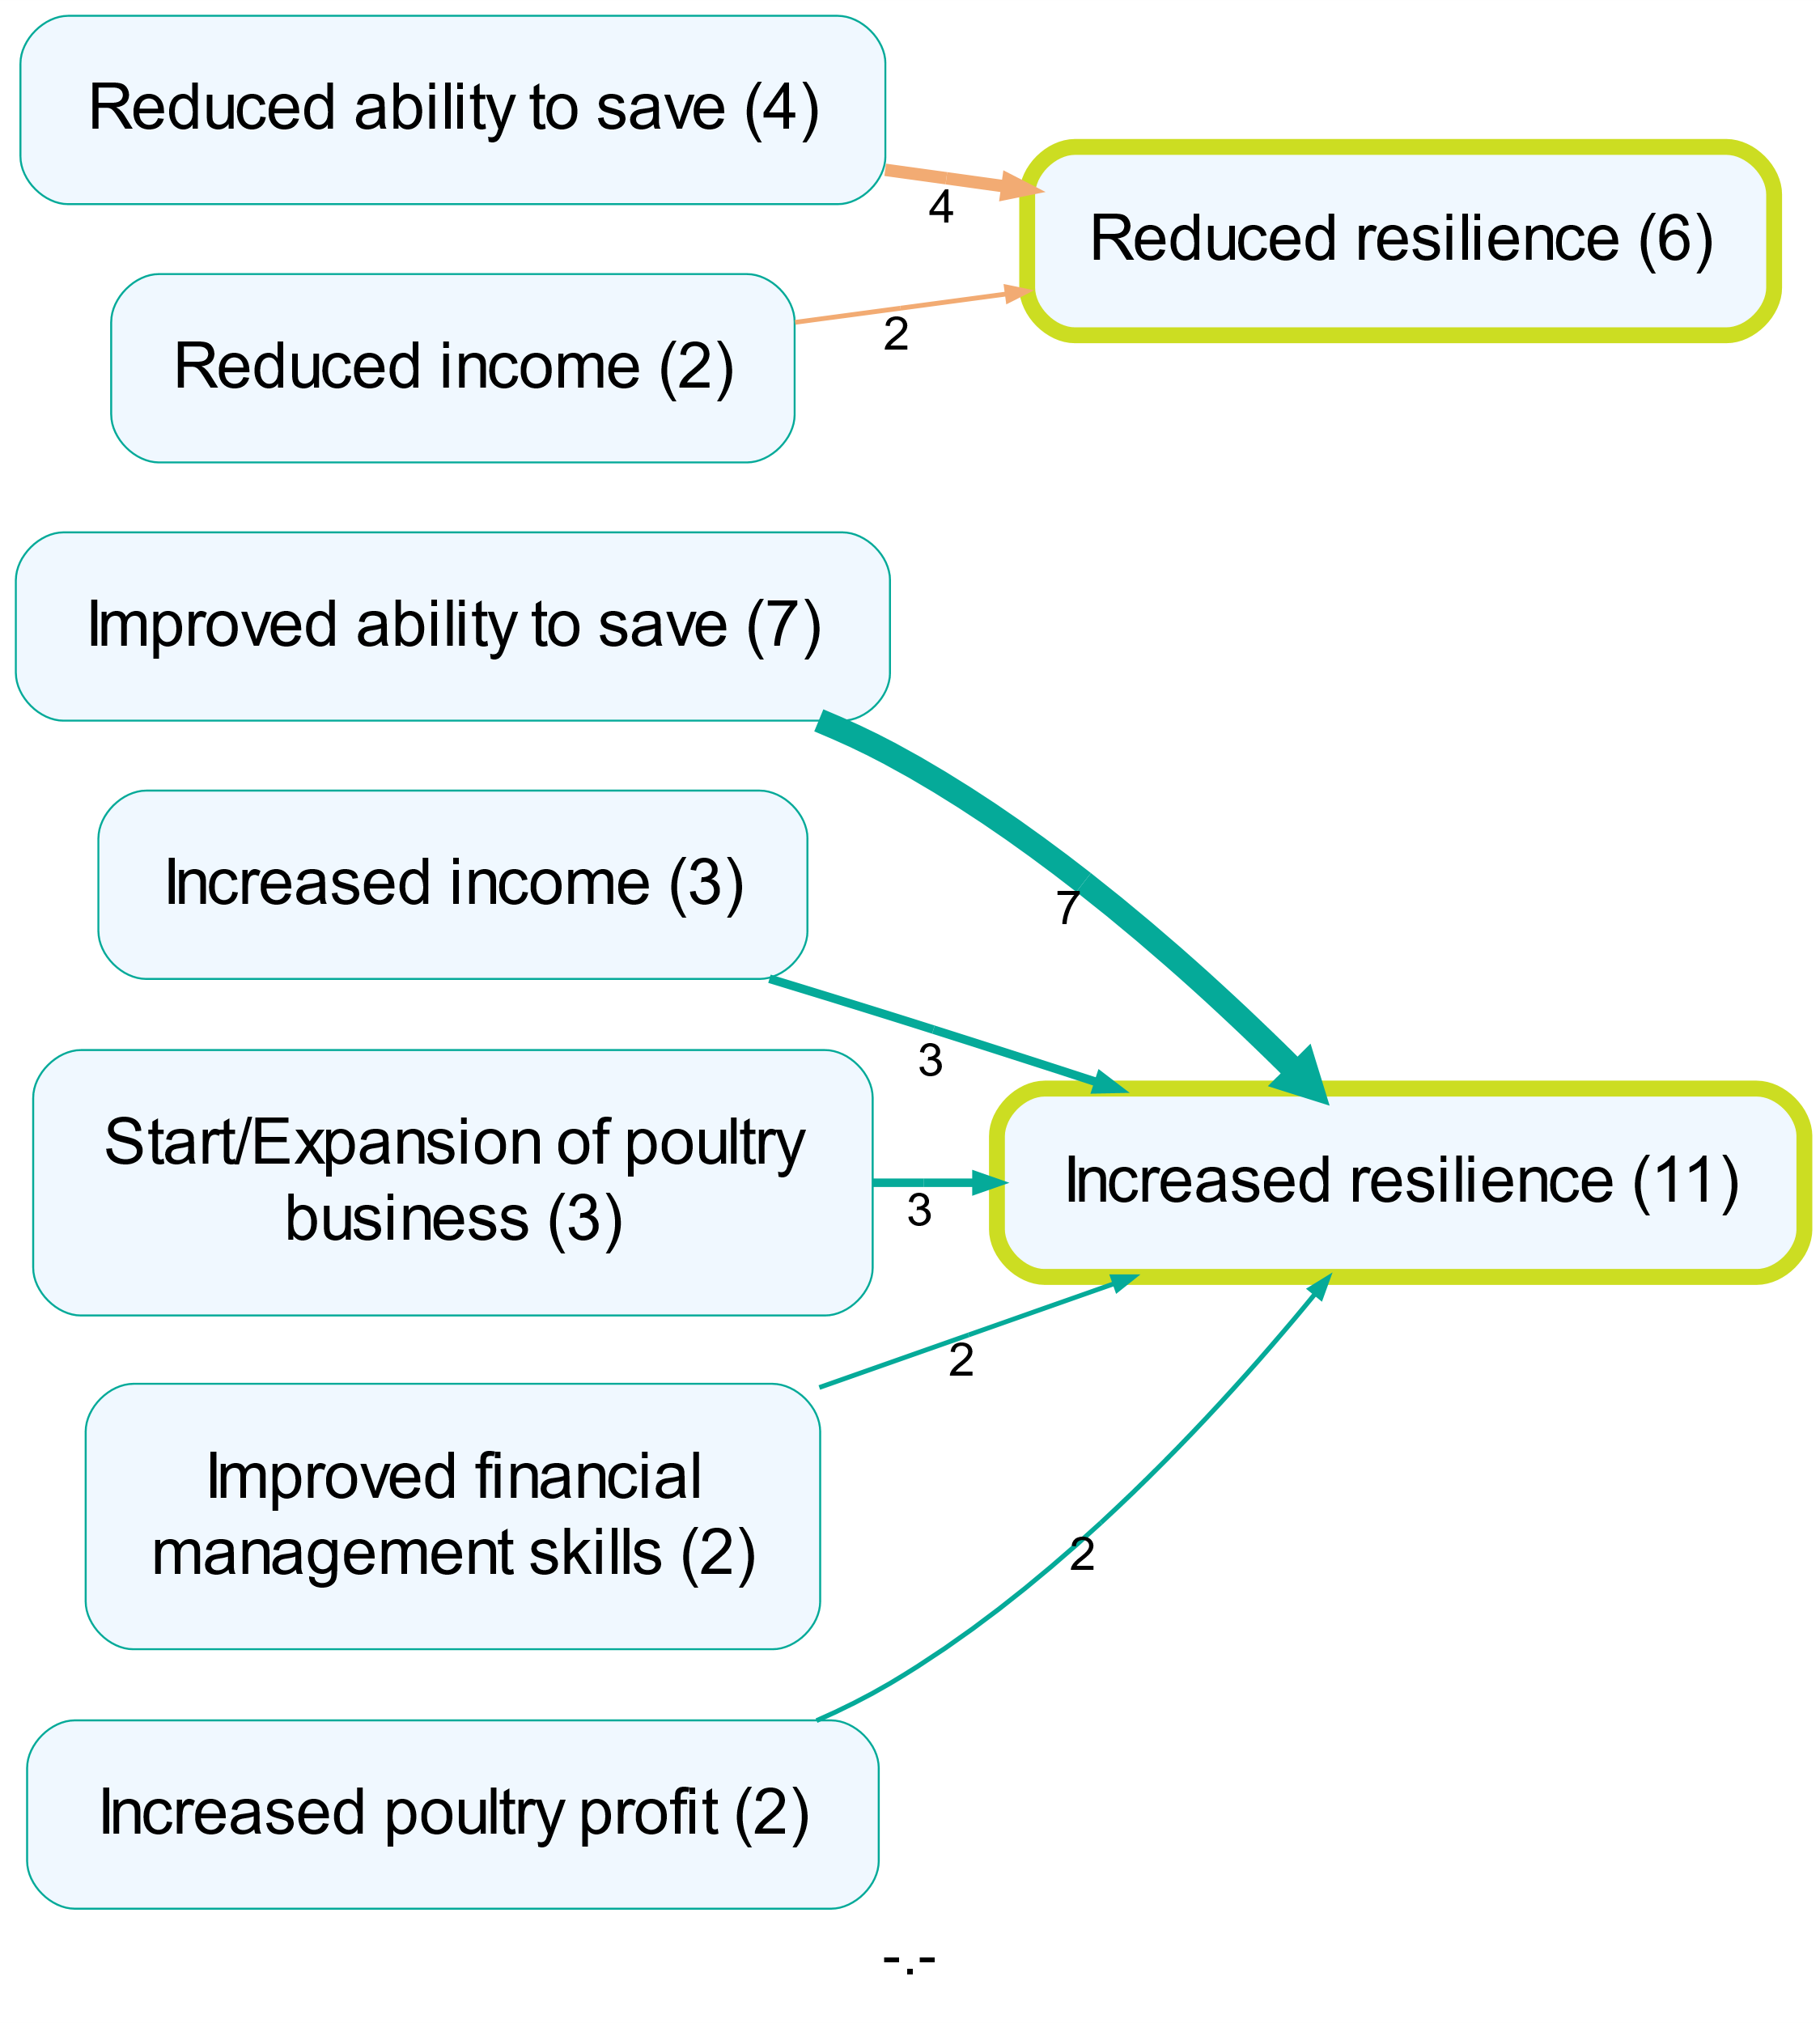 Reduced ability to save (4)
4
Reduced resilience (6)
Reduced income (2)
2
Improved ability to save (7)
7
Increased income (3)
3
Start/Expansion of poultry
business (3)
3
Increased resilience (11)
2
Improved financial
management skills (2)
2
Increased poultry profit (2)
-.-